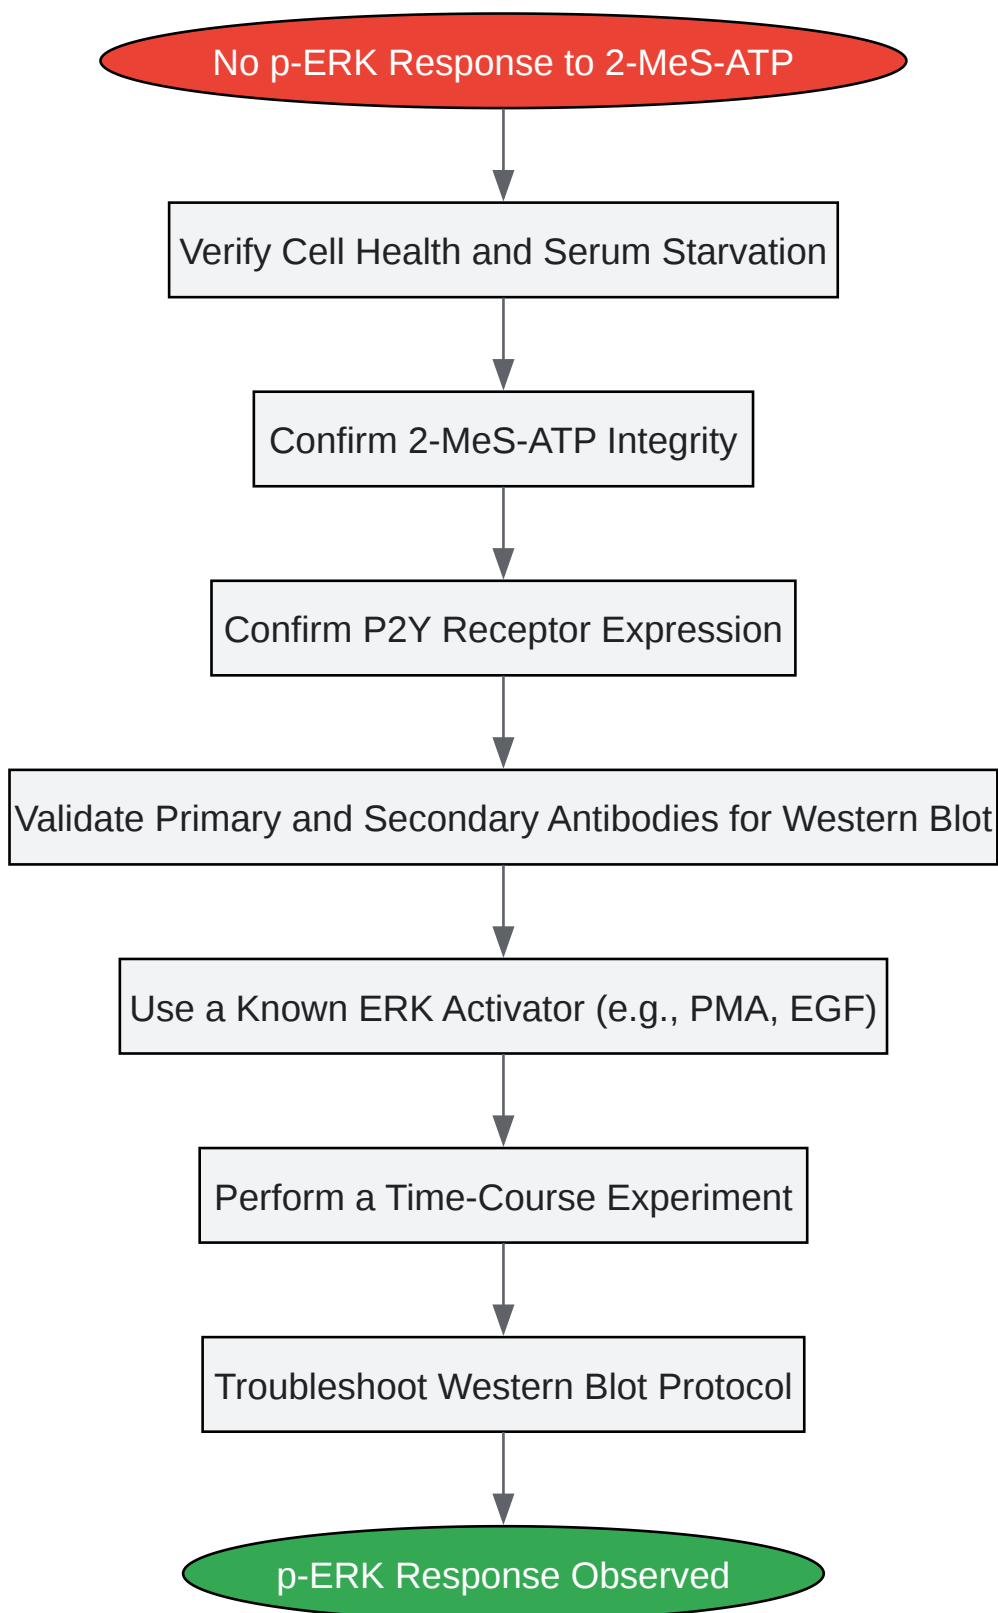 No p-ERK Response to 2-MeS-ATP
Verify Cell Health and Serum Starvation
Confirm 2-MeS-ATP Integrity
Confirm P2Y Receptor Expression
Validate Primary and Secondary Antibodies for Western Blot
Use a Known ERK Activator (e.g., PMA, EGF)
Perform a Time-Course Experiment
Troubleshoot Western Blot Protocol
p-ERK Response Observed